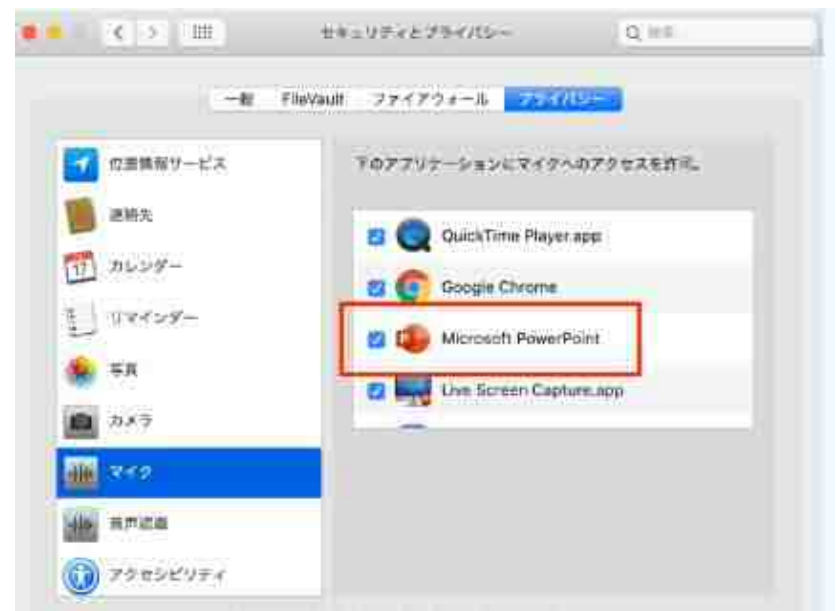 セキュリティとプライバシー
検索
一般 FileVault ファイアウォール プライバシー
位置情報サービス
連絡先
17 カレンダー
リマインダー
写真
カメラ
マイク
音声認識
アクセシビリティ
下のアプリケーションにマイクへのアクセスを許可。
QuickTime Player.app
Google Chrome
Microsoft PowerPoint
Live Screen Capture.app